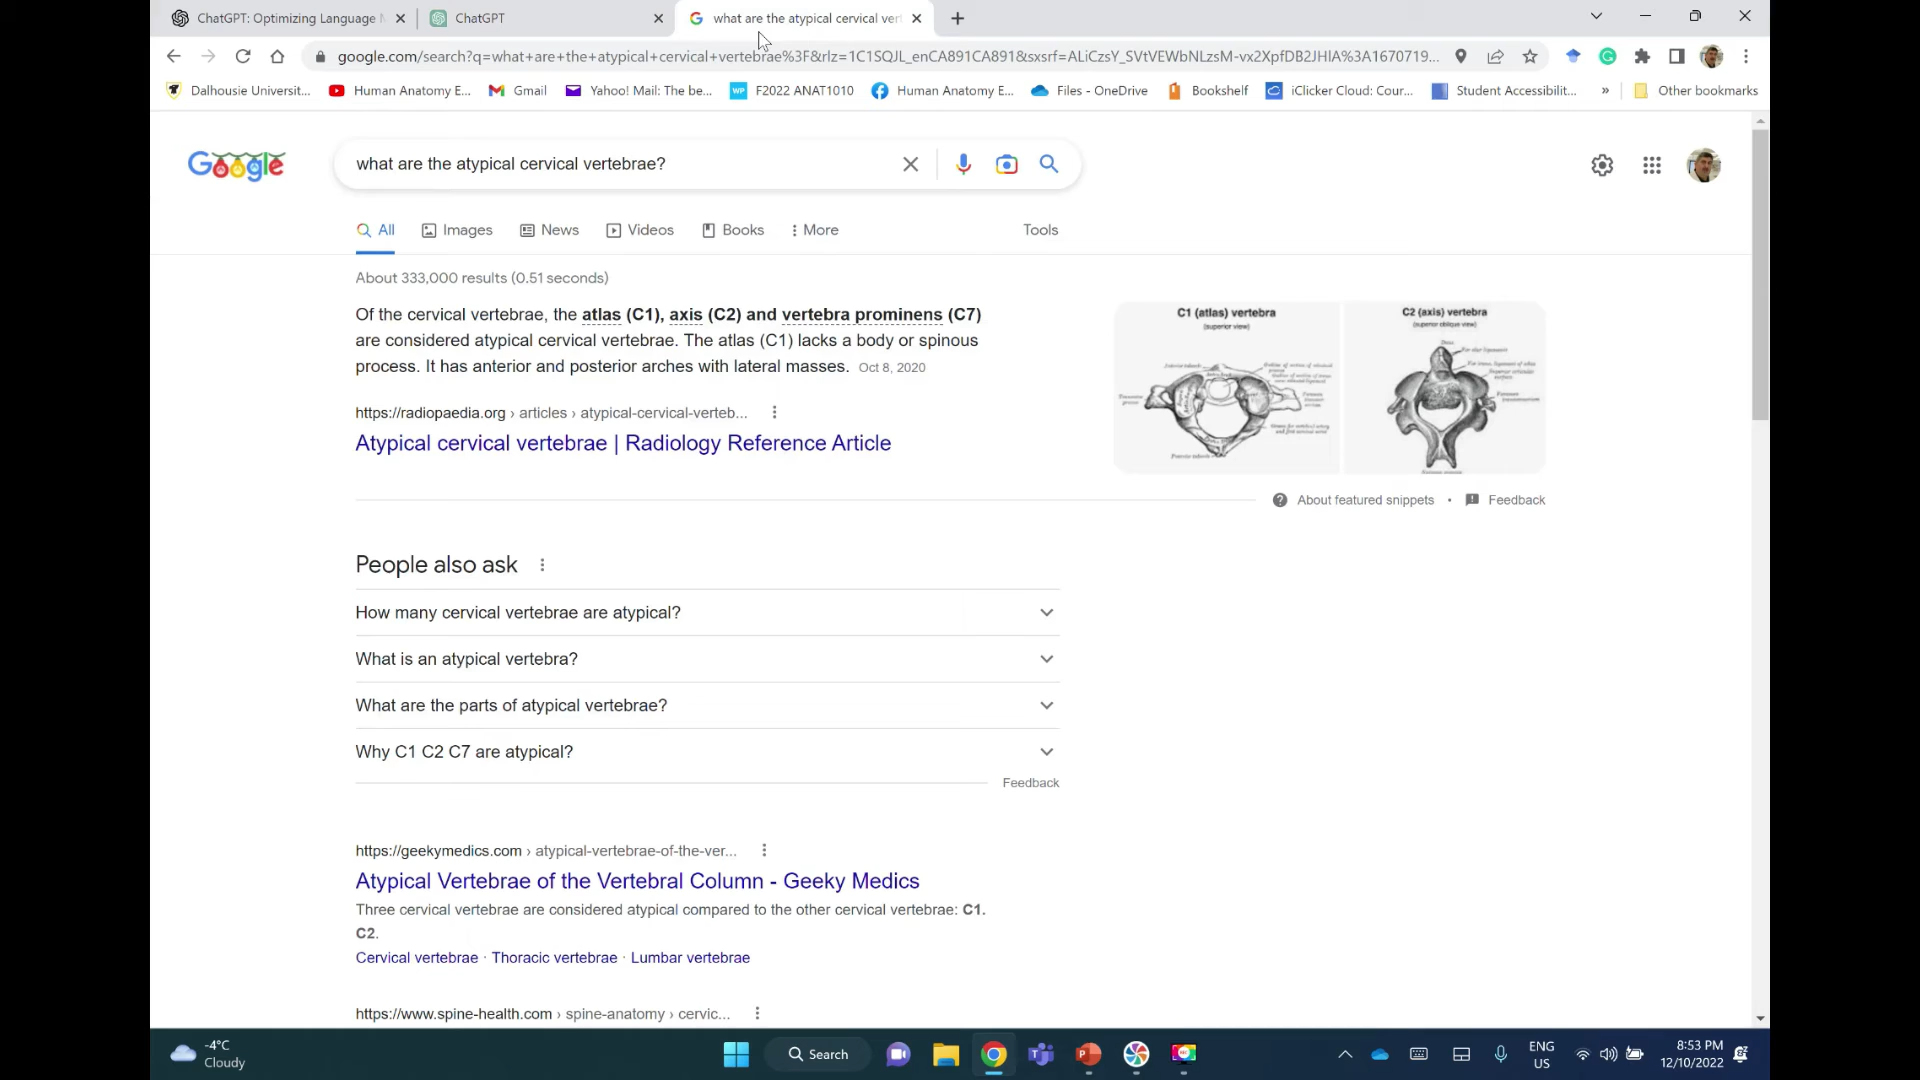 ChatGPT: Optimizing Language
ChatGPT
what are the atypical cervical ver
google.com/search?q=what+are+the+atypical+cervical+vertebrae%3F&rlz=1C1SQJL_enCA891CA891&sxsrf=ALiCzsY_SVtVEWbNLzsM-vx2XpfDB2JHIA%3A1670719...
Dalhousie Universit...
Human Anatomy E...
Gmail
Yahoo! Mail: The be...
F2022 ANAT1010
Human Anatomy E...
Files - OneDrive
Bookshelf
iClicker Cloud: Cour...
Student Accessibilit...
»
Other bookmarks
Google
what are the atypical cervical vertebrae?
All
Images
News
Videos
Books
More
Tools
About 333,000 results (0.51 seconds)
Of the cervical vertebrae, the atlas (C1), axis (C2) and vertebra prominens (C7)
are considered atypical cervical vertebrae. The atlas (C1) lacks a body or spinous
process. It has anterior and posterior arches with lateral masses. Oct 8, 2020
C1 (atlas) vertebra
(superior view)
C2 (axis) vertebra
(superior oblique view)
https://radiopaedia.org › articles › atypical-cervical-verteb...
Atypical cervical vertebrae | Radiology Reference Article
About featured snippets • Feedback
People also ask
How many cervical vertebrae are atypical?
What is an atypical vertebra?
What are the parts of atypical vertebrae?
Why C1 C2 C7 are atypical?
Feedback
https://geekymedics.com › atypical-vertebrae-of-the-ver...
Atypical Vertebrae of the Vertebral Column - Geeky Medics
Three cervical vertebrae are considered atypical compared to the other cervical vertebrae: C1.
C2.
Cervical vertebrae · Thoracic vertebrae · Lumbar vertebrae
https://www.spine-health.com › spine-anatomy › cervic...
-4°C
Cloudy
Search
ENG
US
8:53 PM
12/10/2022